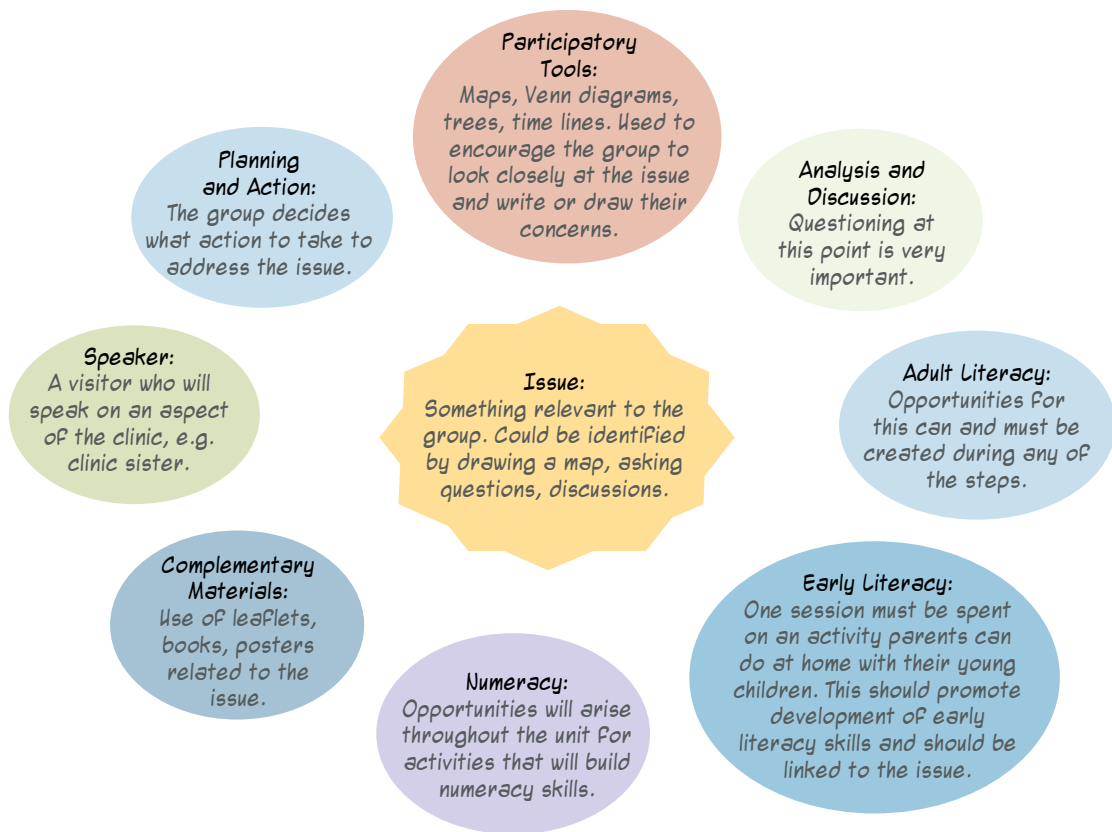 Participatory
Tools:
Maps, Venn diagrams,
trees, time lines. Used to
encourage the group to
look closely at the issue
and write or draw their
concerns.
Analysis and
Discussion:
Questioning at
this point is very
important.
Adult Literacy:
Opportunities for
this can and must be
created during any of
the steps.
Early Literacy:
One session must be spent
on an activity parents can
do at home with their young
children. This should promote
development of early
literacy skills and should be
linked to the issue.
Numeracy:
Opportunities will arise
throughout the unit for
activities that will build
numeracy skills.
Complementary
Materials:
Use of leaflets,
books, posters
related to the
issue.
Speaker:
A visitor who will
speak on an aspect
of the clinic, e.g.
clinic sister.
Planning
and Action:
The group decides
what action to take to
address the issue.
Issue:
Something relevant to the
group. Could be identified
by drawing a map, asking
questions, discussions.